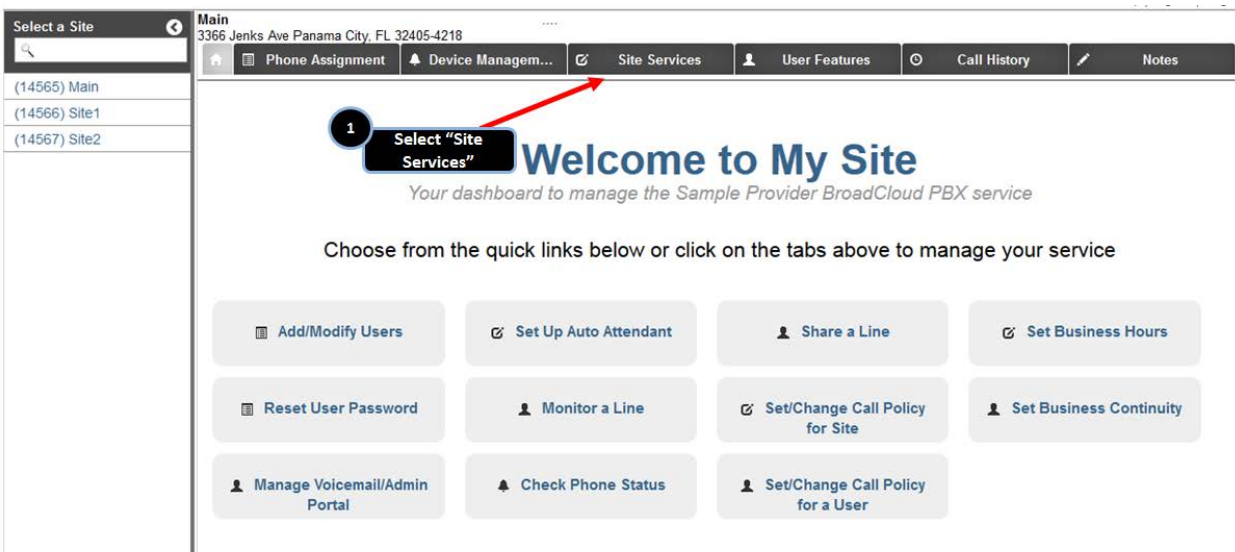 Select a Site
(14565) Main
(14566) Site1
(14567) Site2
Main
....
3366 Jenks Ave Panama City, FL 32405-4218
Phone Assignment Device Managem... Site Services User Features Call History Notes
1
Select “Site
Services”
Welcome to My Site
Your dashboard to manage the Sample Provider BroadCloud PBX service
Choose from the quick links below or click on the tabs above to manage your service
Add/Modify Users
Set Up Auto Attendant
Share a Line
Set Business Hours
Reset User Password
Monitor a Line
Set/Change Call Policy
for Site
Set Business Continuity
Manage Voicemail/Admin
Portal
Check Phone Status
Set/Change Call Policy
for a User